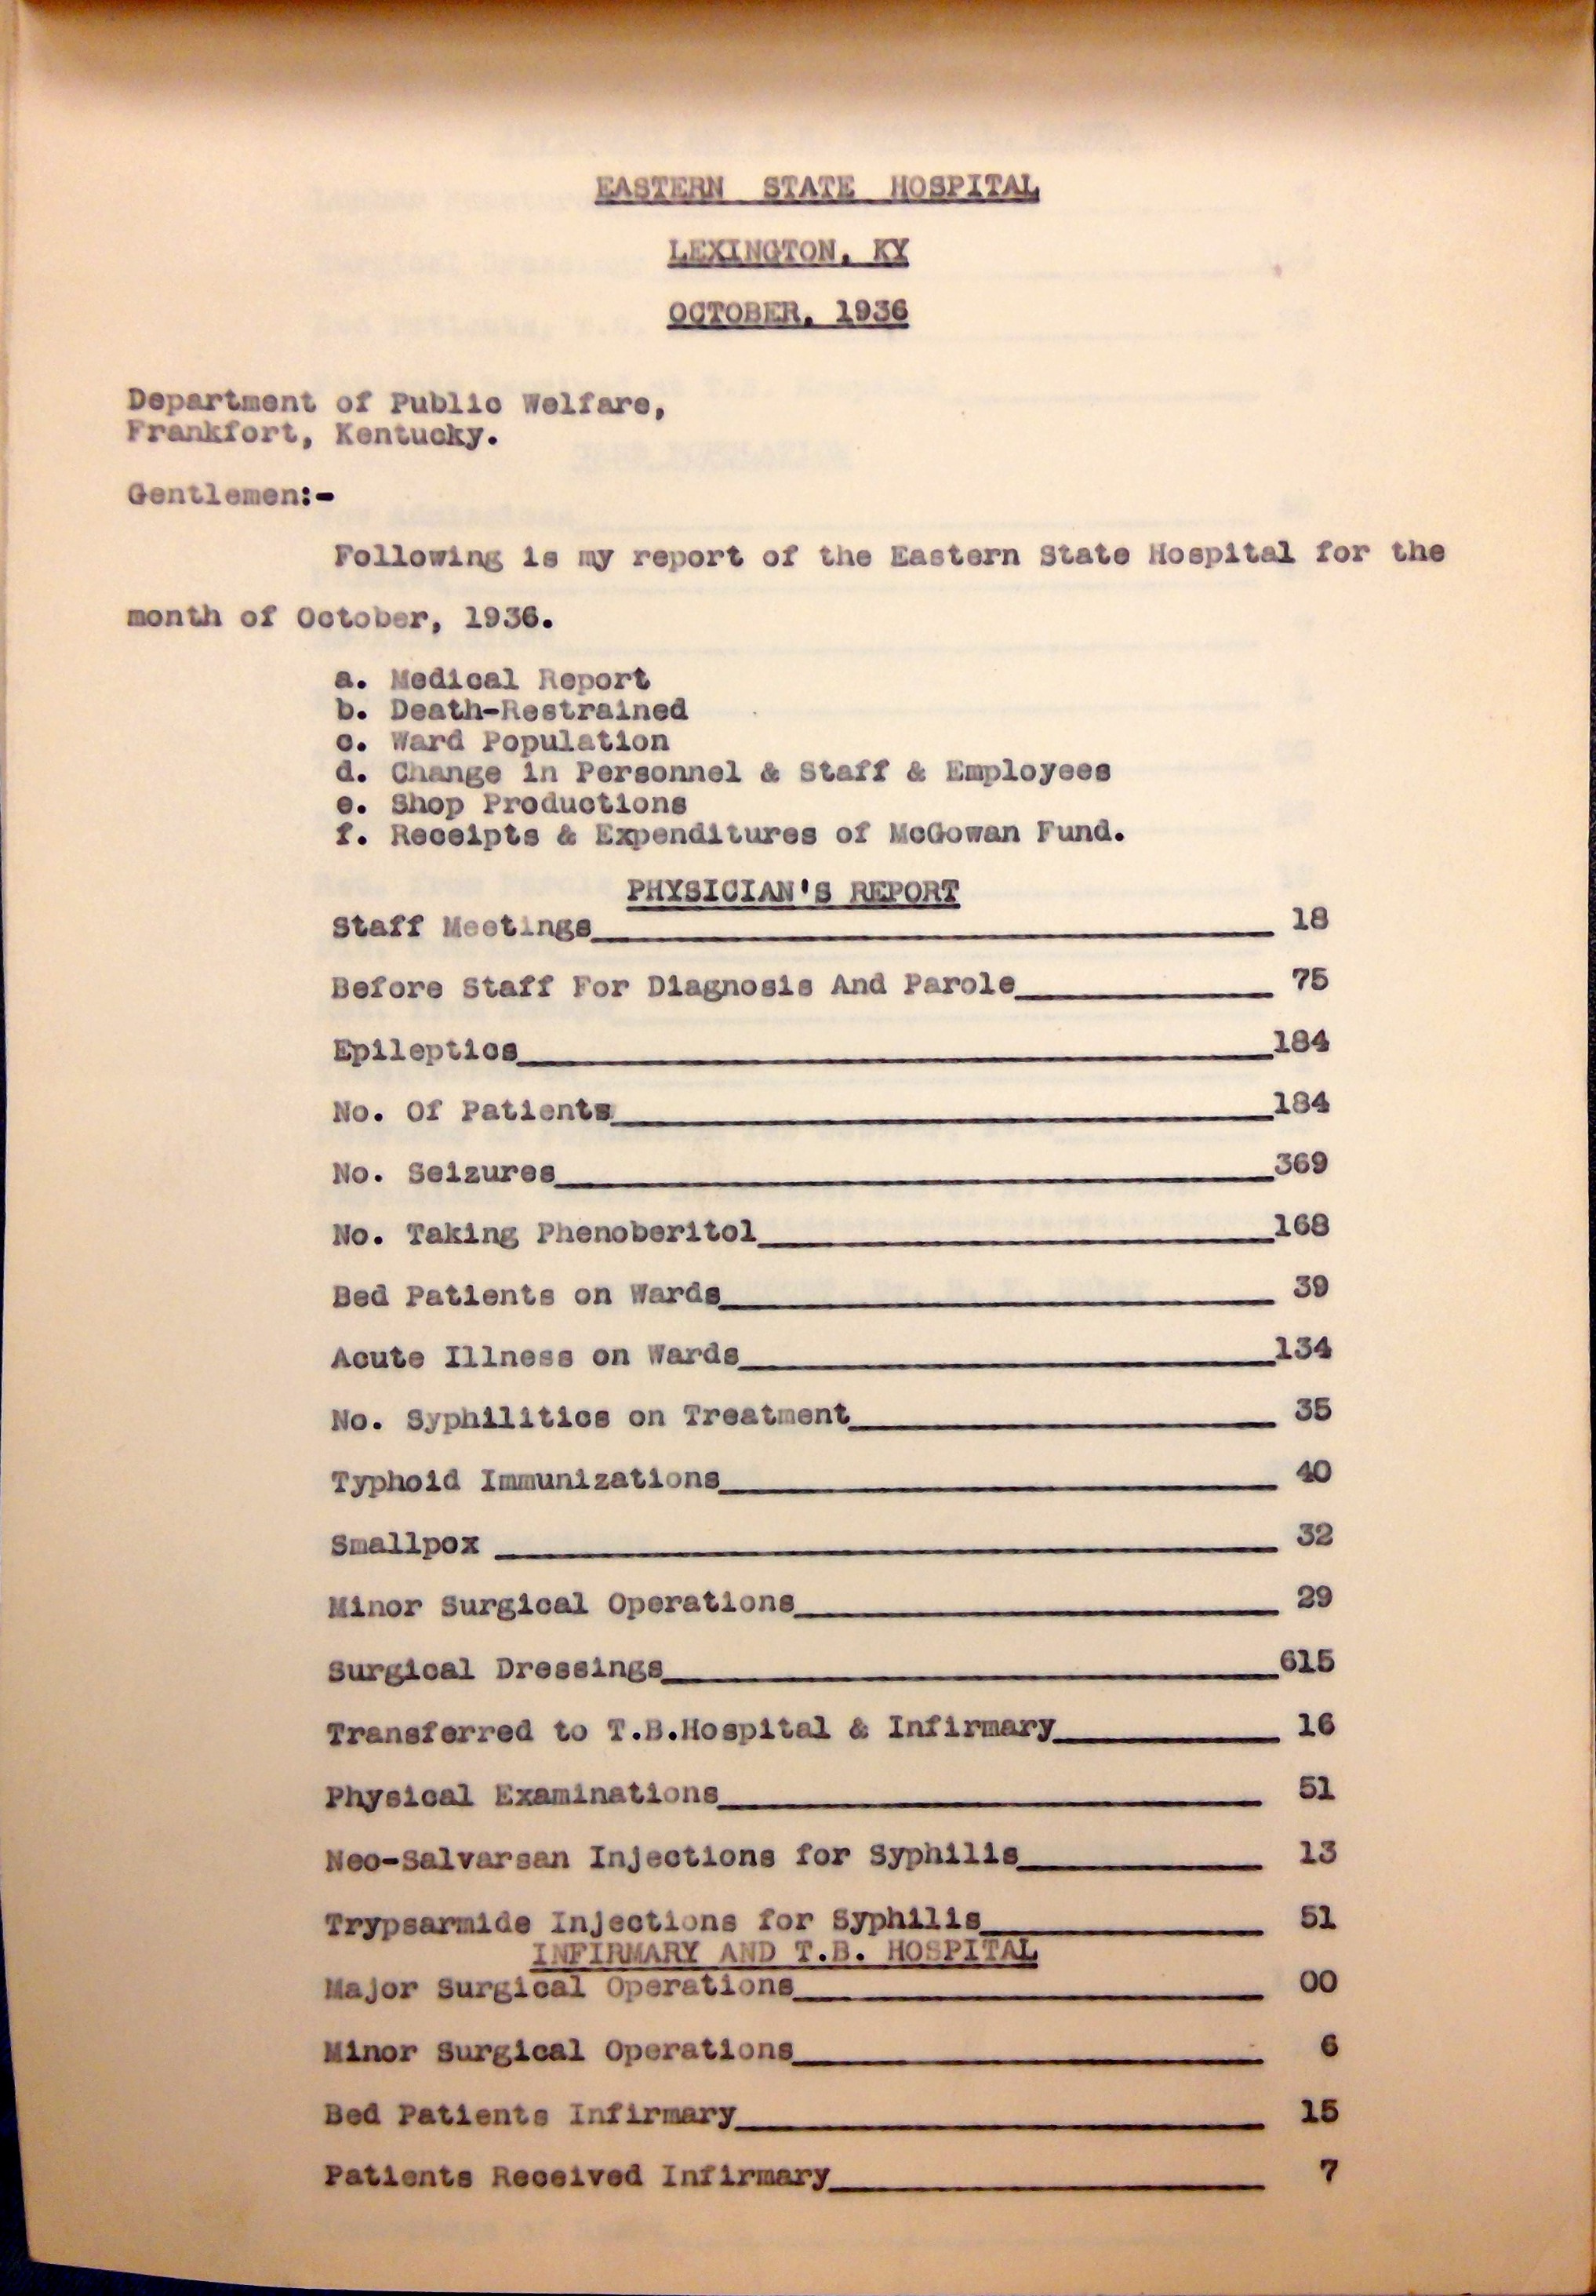 EASTERN STATE HOSPITAL
LEXINGTON, KY
OCTOBER, 1936
Department of Public Welfare,
Frankfort, Kentucky.
Gentlemen:-
Following is my report of the Eastern State Hospital for the
month of October, 1936.
a. Medical Report
b. Death-Restrained
c. Ward Population
d. Change in Personnel & Staff & Employees
e. Shop Productions
f. Receipts & Expenditures of McGowan Fund.
PHYSICIAN'S REPORT
Staff Meetings 18
Before Staff For Diagnosis And Parole 75
Epileptics 184
No. Of Patients 184
No. Seizures 369
No. Taking Phenoberitol 168
Bed Patients on Wards 39
Acute Illness on Wards 134
No. Syphilitics on Treatment 35
Typhoid Immunizations 40
Smallpox 32
Minor Surgical Operations 29
Surgical Dressings 615
Transferred to T.B.Hospital & Infirmary 16
Physical Examinations 51
Neo-Salvarsan Injections for Syphilis 13
Trypsarmide Injections for Syphilis 51
INFIRMARY AND T.B. HOSPITAL
Major Surgical Operations 00
Minor Surgical Operations 6
Bed Patients Infirmary 15
Patients Received Infirmary 7